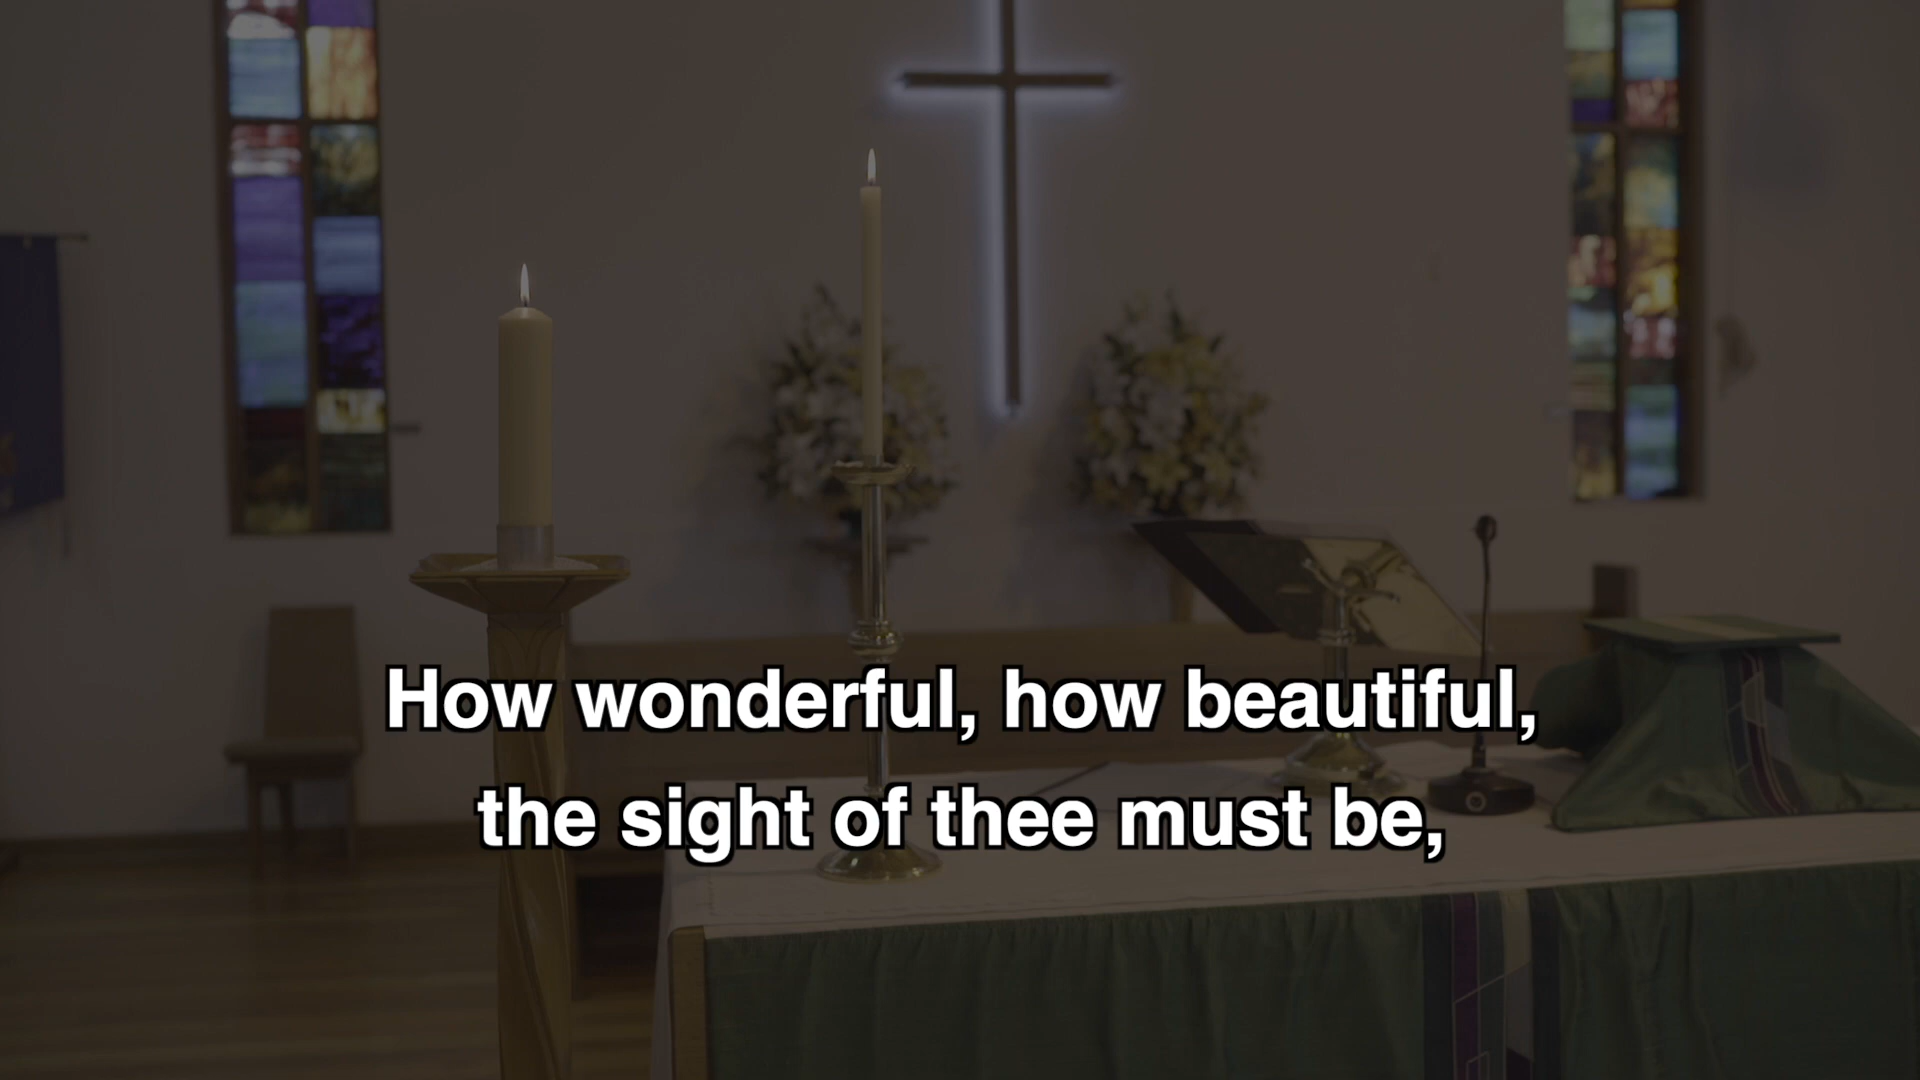 How wonderful, how beautiful,
the sight of thee must be,